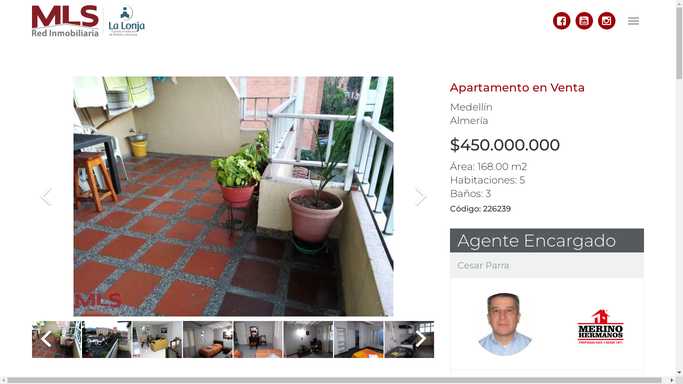 MLS
Red Inmobiliaria
La Lonja
Apartamento en Venta
Medellín
Almería
$450.000.000
Área: 168.00 m2
Habitaciones: 5
Baños: 3
Código: 226239
MLS
Agente Encargado
Cesar Parra
MERINO
HERMANOS